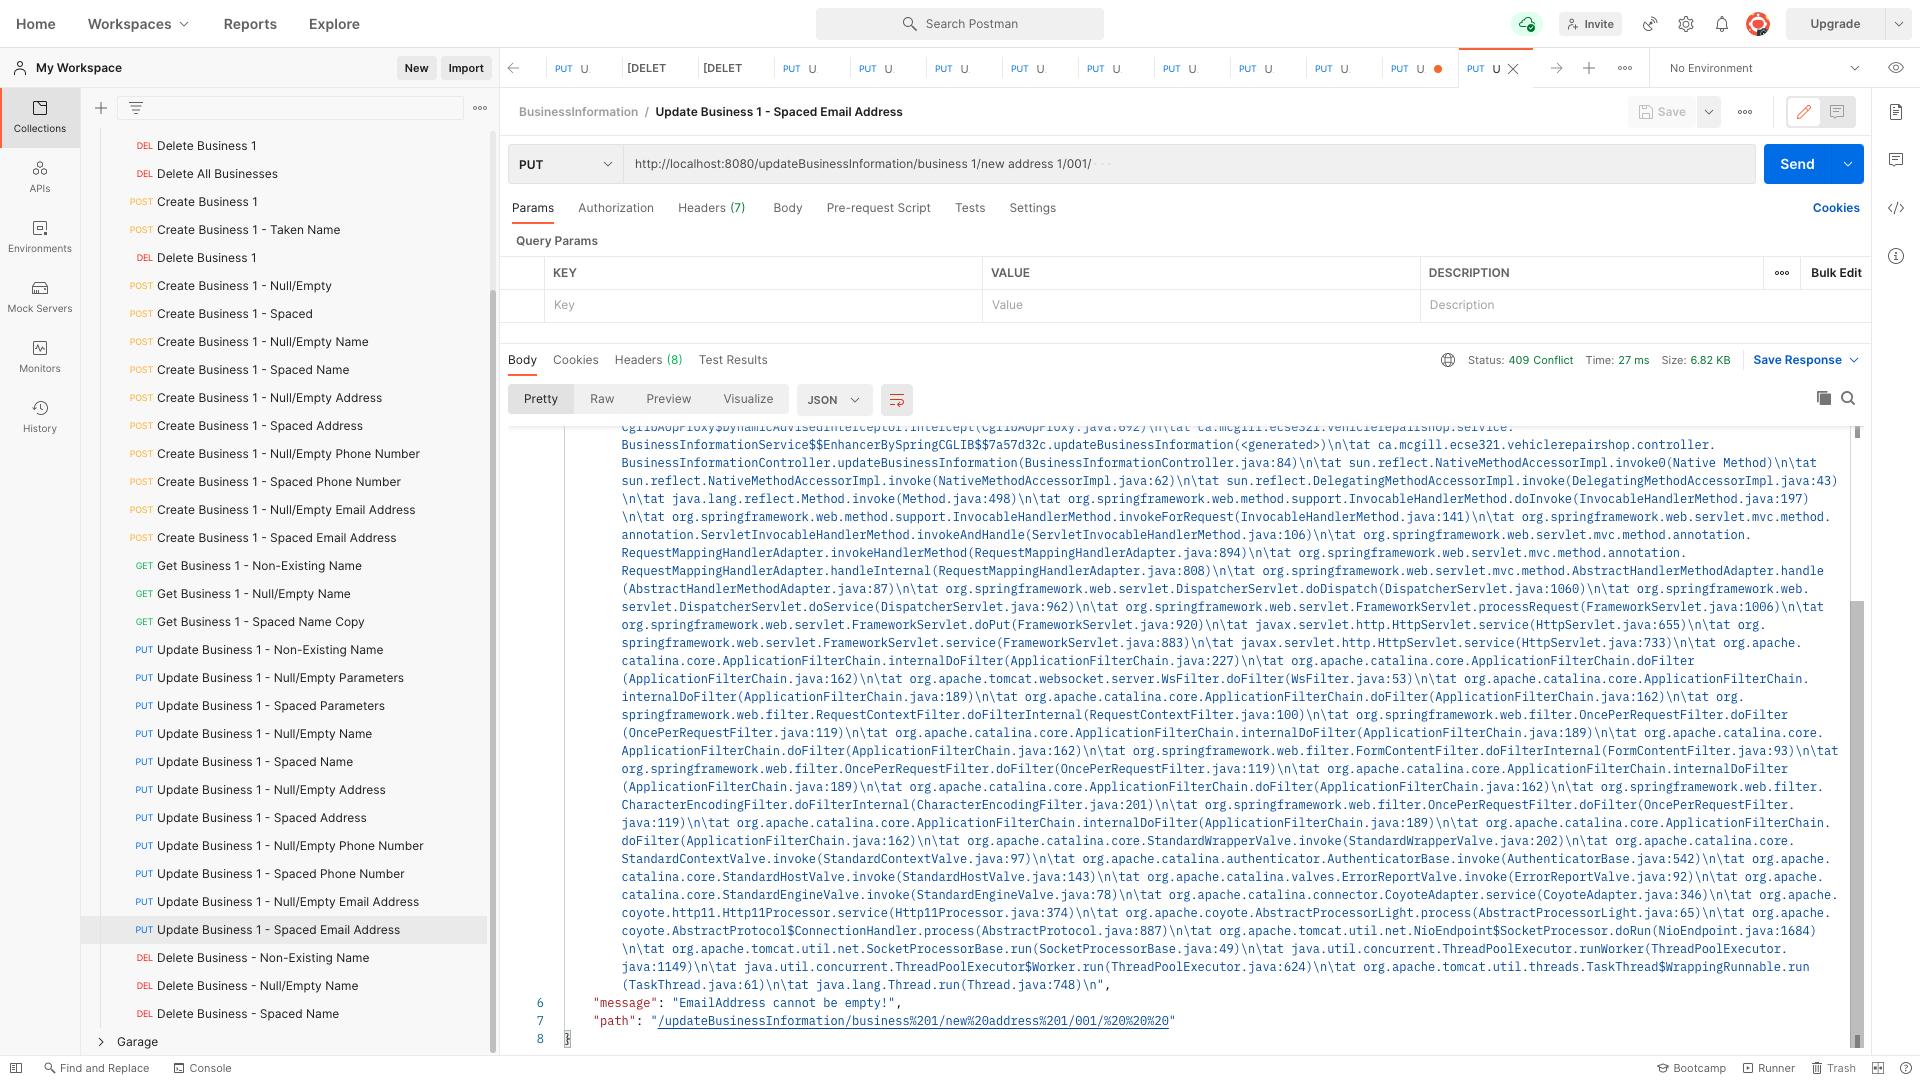 Home
Workspaces
Reports
Explore
Search Postman
Invite
Upgrade
My Workspace
New
Import
PUT U.
[DELET
[DELET
PUT U.
PUT U.
PUT U.
PUT U.
PUT U.
PUT U.
PUT U.
PUT U.
PUT U
PUT U
No Environment
Collections
APIs
Environments
Mock Servers
Monitors
History
DEL Delete Business 1
DEL Delete All Businesses
POST Create Business 1
POST Create Business 1 - Taken Name
DEL Delete Business 1
POST Create Business 1 - Null/Empty
POST Create Business 1 - Spaced
POST Create Business 1 - Null/Empty Name
POST Create Business 1 - Spaced Name
POST Create Business 1 - Null/Empty Address
POST Create Business 1 - Spaced Address
POST Create Business 1 - Null/Empty Phone Number
POST Create Business 1 - Spaced Phone Number
POST Create Business 1 - Null/Empty Email Address
POST Create Business 1 - Spaced Email Address
GET Get Business 1 - Non-Existing Name
GET Get Business 1 - Null/Empty Name
GET Get Business 1 - Spaced Name Copy
PUT Update Business 1 - Non-Existing Name
PUT Update Business 1 - Null/Empty Parameters
PUT Update Business 1 - Spaced Parameters
PUT Update Business 1 - Null/Empty Name
PUT Update Business 1 - Spaced Name
PUT Update Business 1 - Null/Empty Address
PUT Update Business 1 - Spaced Address
PUT Update Business 1 - Null/Empty Phone Number
PUT Update Business 1 - Spaced Phone Number
PUT Update Business 1 - Null/Empty Email Address
PUT Update Business 1 - Spaced Email Address
DEL Delete Business - Non-Existing Name
DEL Delete Business - Null/Empty Name
DEL Delete Business - Spaced Name
Garage
BusinessInformation / Update Business 1 - Spaced Email Address
Save
PUT
http://localhost:8080/updateBusinessInformation/business 1/new address 1/001/
Send
Params
Authorization
Headers (7)
Body
Pre-request Script
Tests
Settings
Cookies
Query Params
KEY
VALUE
DESCRIPTION
Bulk Edit
Key
Value
Description
Body
Cookies
Headers (8)
Test Results
Status: 409 Conflict
Time: 27 ms
Size: 6.82 KB
Save Response
Pretty
Raw
Preview
Visualize
JSON
CglibAopProxy$DynamicAdvisedInterceptor.intercept(CglibAopProxy.java:692)\n\tat ca.mcgill.ecse321.vehiclerepairshop.service.
BusinessInformationService$$EnhancerBySpringCGLIB$$7a57d32c.updateBusinessInformation(<generated>)\n\tat ca.mcgill.ecse321.vehiclerepairshop.controller.
BusinessInformationController.updateBusinessInformation(BusinessInformationController.java:84)\n\tat sun.reflect.NativeMethodAccessorImpl.invoke0(Native Method)\n\tat
sun.reflect.NativeMethodAccessorImpl.invoke(NativeMethodAccessorImpl.java:62)\n\tat sun.reflect.DelegatingMethodAccessorImpl.invoke(DelegatingMethodAccessorImpl.java:43)
\n\tat java.lang.reflect.Method.invoke(Method.java:498)\n\tat org.springframework.web.method.support.InvocableHandlerMethod.doInvoke(InvocableHandlerMethod.java:197)
\n\tat org.springframework.web.method.support.InvocableHandlerMethod.invokeForRequest(InvocableHandlerMethod.java:141)\n\tat org.springframework.web.servlet.mvc.method.
annotation.ServletInvocableHandlerMethod.invokeAndHandle(ServletInvocableHandlerMethod.java:106)\n\tat org.springframework.web.servlet.mvc.method.annotation.
RequestMappingHandlerAdapter.invokeHandlerMethod(RequestMappingHandlerAdapter.java:894)\n\tat org.springframework.web.servlet.mvc.method.annotation.
RequestMappingHandlerAdapter.handleInternal(RequestMappingHandlerAdapter.java:808)\n\tat org.springframework.web.servlet.mvc.method.AbstractHandlerMethodAdapter.handle
(AbstractHandlerMethodAdapter.java:87)\n\tat org.springframework.web.servlet.DispatcherServlet.doDispatch(DispatcherServlet.java:1060)\n\tat org.springframework.web.
servlet.DispatcherServlet.doService(DispatcherServlet.java:962)\n\tat org.springframework.web.servlet.FrameworkServlet.processRequest(FrameworkServlet.java:1006)\n\tat
org.springframework.web.servlet.FrameworkServlet.doPut(FrameworkServlet.java:920)\n\tat javax.servlet.http.HttpServlet.service(HttpServlet.java:655)\n\tat org.
springframework.web.servlet.FrameworkServlet.service(FrameworkServlet.java:883)\n\tat javax.servlet.http.HttpServlet.service(HttpServlet.java:733)\n\tat org.apache.
catalina.core.ApplicationFilterChain.internalDoFilter(ApplicationFilterChain.java:227)\n\tat org.apache.catalina.core.ApplicationFilterChain.doFilter
(ApplicationFilterChain.java:162)\n\tat org.apache.tomcat.websocket.server.WsFilter.doFilter(WsFilter.java:53)\n\tat org.apache.catalina.core.ApplicationFilterChain.
internalDoFilter(ApplicationFilterChain.java:189)\n\tat org.apache.catalina.core.ApplicationFilterChain.doFilter(ApplicationFilterChain.java:162)\n\tat org.
springframework.web.filter.RequestContextFilter.doFilterInternal(RequestContextFilter.java:100)\n\tat org.springframework.web.filter.OncePerRequestFilter.doFilter
(OncePerRequestFilter.java:119)\n\tat org.apache.catalina.core.ApplicationFilterChain.internalDoFilter(ApplicationFilterChain.java:189)\n\tat org.apache.catalina.core.
ApplicationFilterChain.doFilter(ApplicationFilterChain.java:162)\n\tat org.springframework.web.filter.FormContentFilter.doFilterInternal(FormContentFilter.java:93)\n\tat
org.springframework.web.filter.OncePerRequestFilter.doFilter(OncePerRequestFilter.java:119)\n\tat org.apache.catalina.core.ApplicationFilterChain.internalDoFilter
(ApplicationFilterChain.java:189)\n\tat org.apache.catalina.core.ApplicationFilterChain.doFilter(ApplicationFilterChain.java:162)\n\tat org.springframework.web.filter.
CharacterEncodingFilter.doFilterInternal(CharacterEncodingFilter.java:201)\n\tat org.springframework.web.filter.OncePerRequestFilter.doFilter(OncePerRequestFilter.
java:119)\n\tat org.apache.catalina.core.ApplicationFilterChain.internalDoFilter(ApplicationFilterChain.java:189)\n\tat org.apache.catalina.core.ApplicationFilterChain.
doFilter(ApplicationFilterChain.java:162)\n\tat org.apache.catalina.core.StandardWrapperValve.invoke(StandardWrapperValve.java:202)\n\tat org.apache.catalina.core.
StandardContextValve.invoke(StandardContextValve.java:97)\n\tat org.apache.catalina.authenticator.AuthenticatorBase.invoke(AuthenticatorBase.java:542)\n\tat org.apache.
catalina.core.StandardHostValve.invoke(StandardHostValve.java:143)\n\tat org.apache.catalina.valves.ErrorReportValve.invoke(ErrorReportValve.java:92)\n\tat org.apache.
catalina.core.StandardEngineValve.invoke(StandardEngineValve.java:78)\n\tat org.apache.catalina.connector.CoyoteAdapter.service(CoyoteAdapter.java:346)\n\tat org.apache.
coyote.http11.Http11Processor.service(Http11Processor.java:374)\n\tat org.apache.coyote.AbstractProcessorLight.process(AbstractProcessorLight.java:65)\n\tat org.apache.
coyote.AbstractProtocol$ConnectionHandler.process(AbstractProtocol.java:887)\n\tat org.apache.tomcat.util.net.NioEndpoint$SocketProcessor.doRun(NioEndpoint.java:1684)
\n\tat org.apache.tomcat.util.net.SocketProcessorBase.run(SocketProcessorBase.java:49)\n\tat java.util.concurrent.ThreadPoolExecutor.runWorker(ThreadPoolExecutor.
java:1149)\n\tat java.util.concurrent.ThreadPoolExecutor$Worker.run(ThreadPoolExecutor.java:624)\n\tat org.apache.tomcat.util.threads.TaskThread$WrappingRunnable.run
(TaskThread.java:61)\n\tat java.lang.Thread.run(Thread.java:748)\n",
6 "message": "EmailAddress cannot be empty!",
7 "path": "/updateBusinessInformation/business%201/new%20address%201/001/%20%20%20"
8 }
Find and Replace
Console
Bootcamp
Runner
Trash